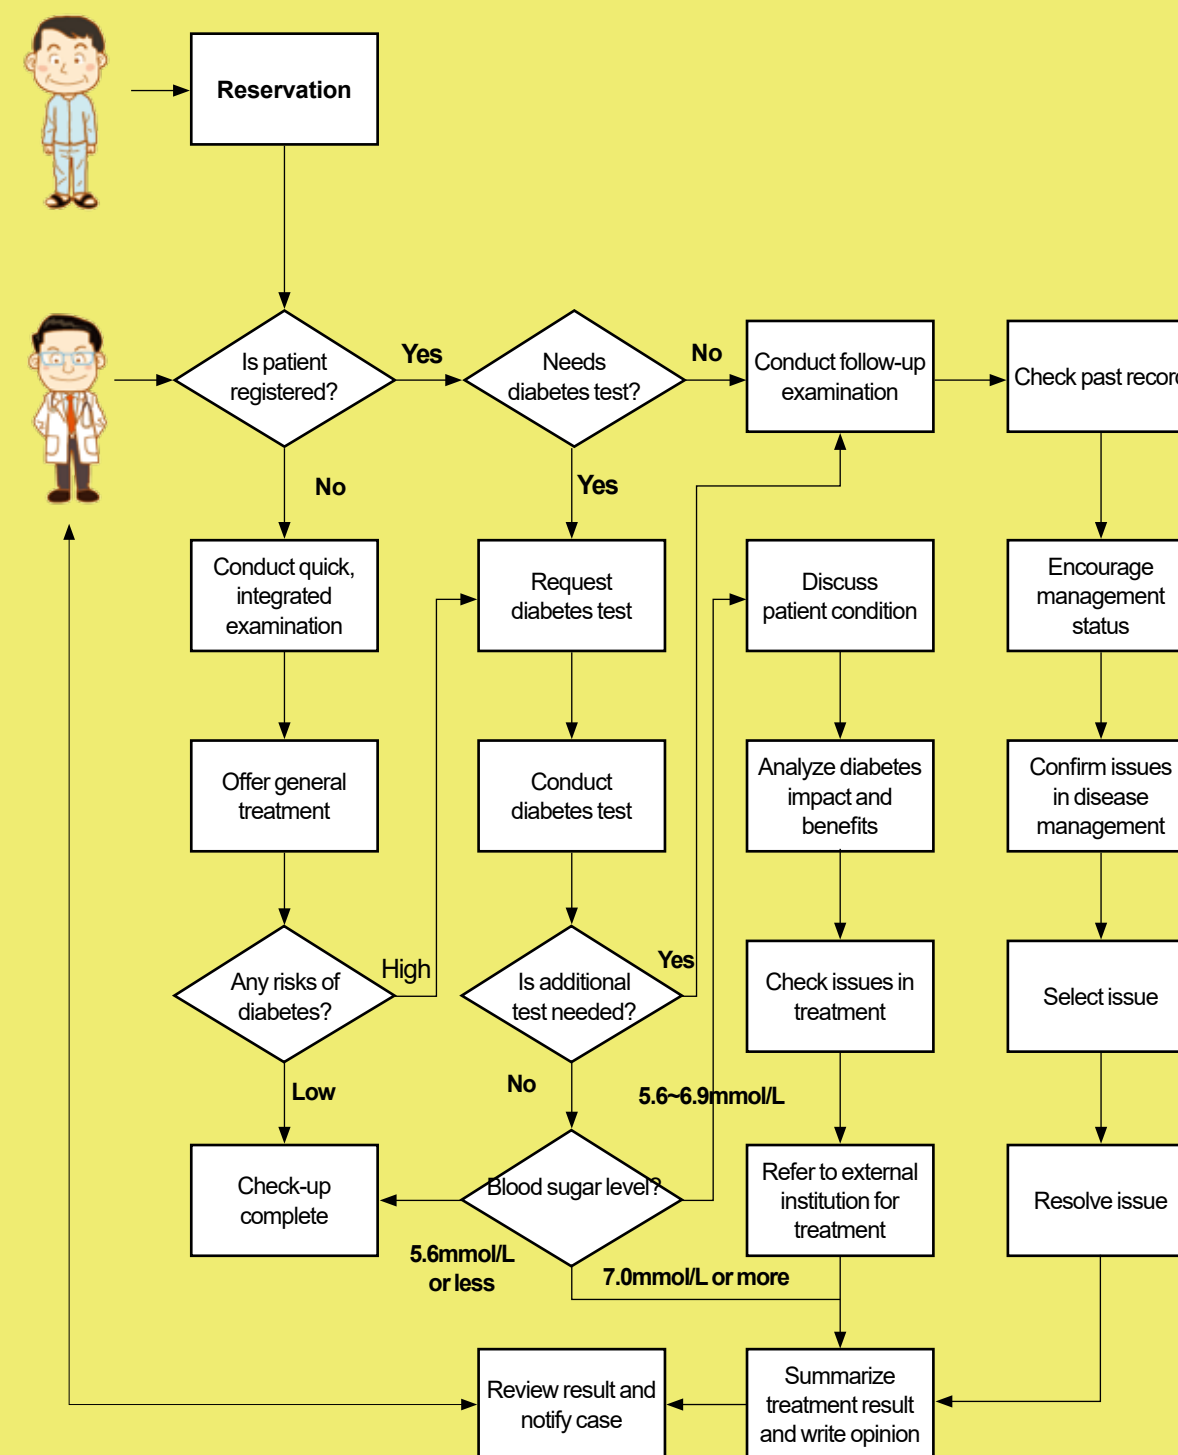 Reservation
Is patient
registered?
Yes
Needs
diabetes test?
No
Conduct follow-up
examination
Check past
No
Yes
Conduct quick,
integrated
examination
Request
diabetes test
Discuss
patient condition
Encourage
management
status
Offer general
treatment
Conduct
diabetes test
Analyze diabetes
impact and
benefits
Confirm issues
in disease
management
Any risks of
diabetes?
High
Is additional
test needed?
Yes
Check issues in
treatment
Select issue
Low
No
5.6~6.9mmol/L
Check-up
complete
Blood sugar level?
Refer to external
institution for
treatment
Resolve issue
5.6mmol/L
or less
7.0mmol/L or more
Review result and
notify case
Summarize
treatment result
and write opinion